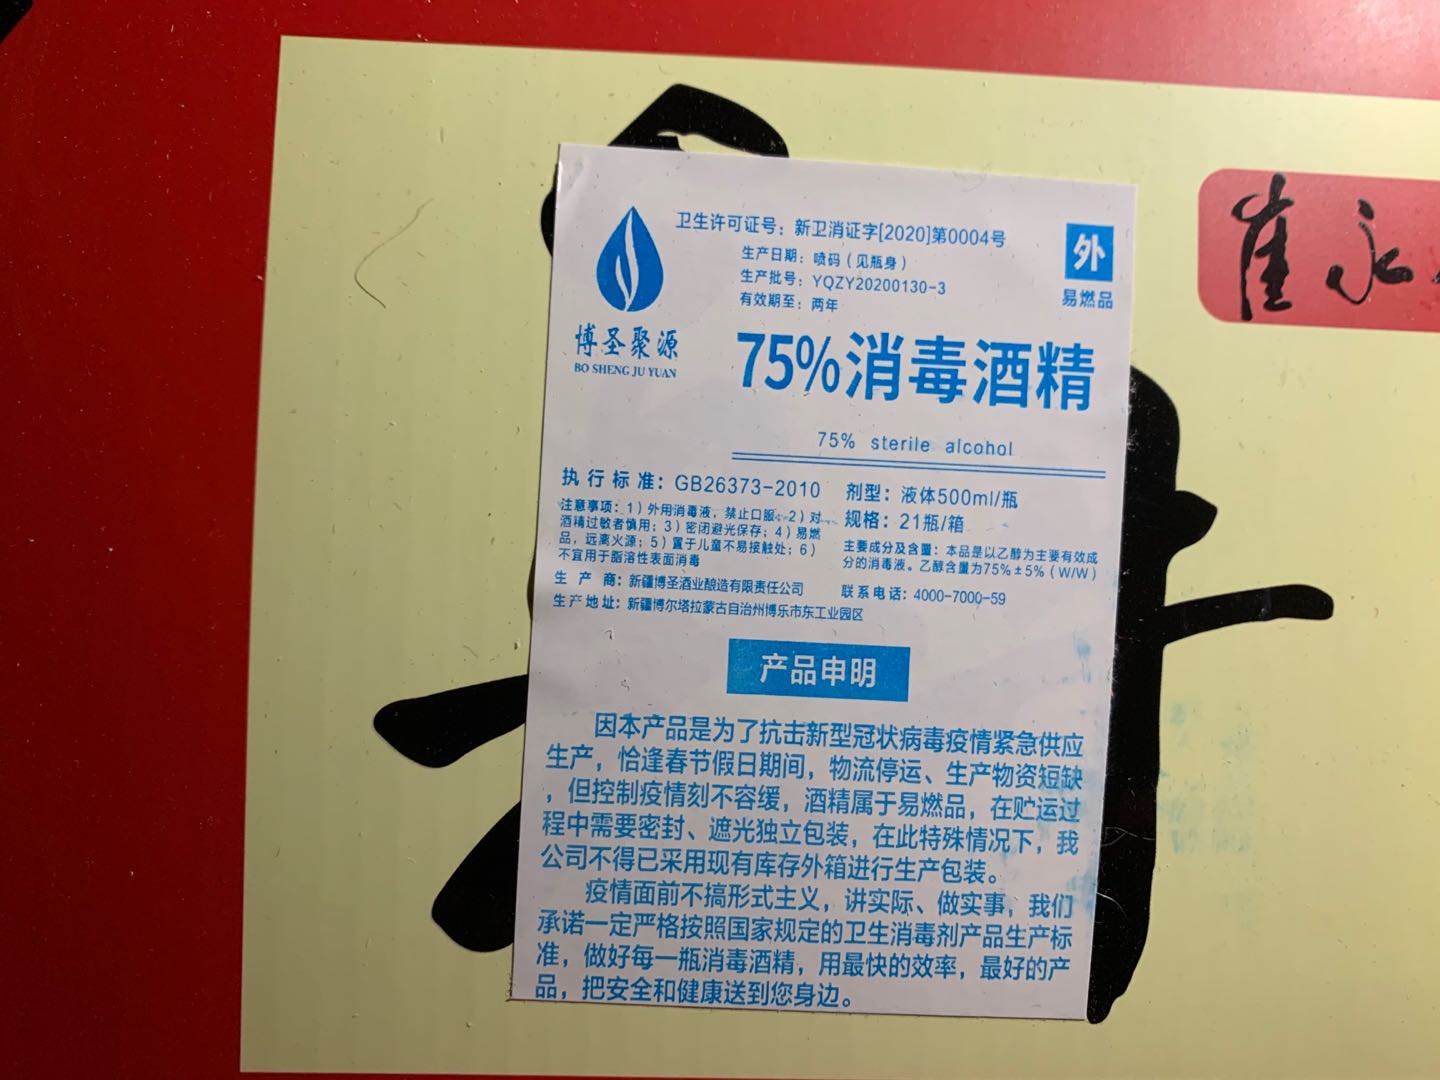 卫生许可证号：新卫消证字[2020]第0004号
生产日期：喷码（见瓶身）
生产批号：YQZY20200130-3
有效期至：两年
外
易燃品
博圣聚源
BO SHENG JU YUAN
75%消毒酒精
75% sterile alcohol
执行标准：GB26373-2010
注意事项：1）外用消毒液，禁止口服；2）对
酒精过敏者慎用；3）密闭避光保存；4）易燃
品，远离火源；5）置于儿童不易接触处；6）
不宜用于脂溶性表面消毒
生 产 商：新疆博圣酒业酿造有限责任公司
生产地址：新疆博尔塔拉蒙古自治州博乐市东工业园区
剂型：液体500ml/瓶
规格：21瓶/箱
主要成分及含量：本品是以乙醇为主要有效成
分的消毒液。乙醇含量为75%±5%（W/W）
联系电话：4000-7000-59
产品申明
因本产品是为了抗击新型冠状病毒疫情紧急供应
生产，恰逢春节假日期间，物流停运、生产物资短缺
，但控制疫情刻不容缓，酒精属于易燃品，在贮运过
程中需要密封、遮光独立包装，在此特殊情况下，我
公司不得已采用现有库存外箱进行生产包装。
疫情面前不搞形式主义，讲实际、做实事，我们
承诺一定严格按照国家规定的卫生消毒剂产品生产标
准，做好每一瓶消毒酒精，用最快的效率，最好的产
品，把安全和健康送到您身边。
崔永